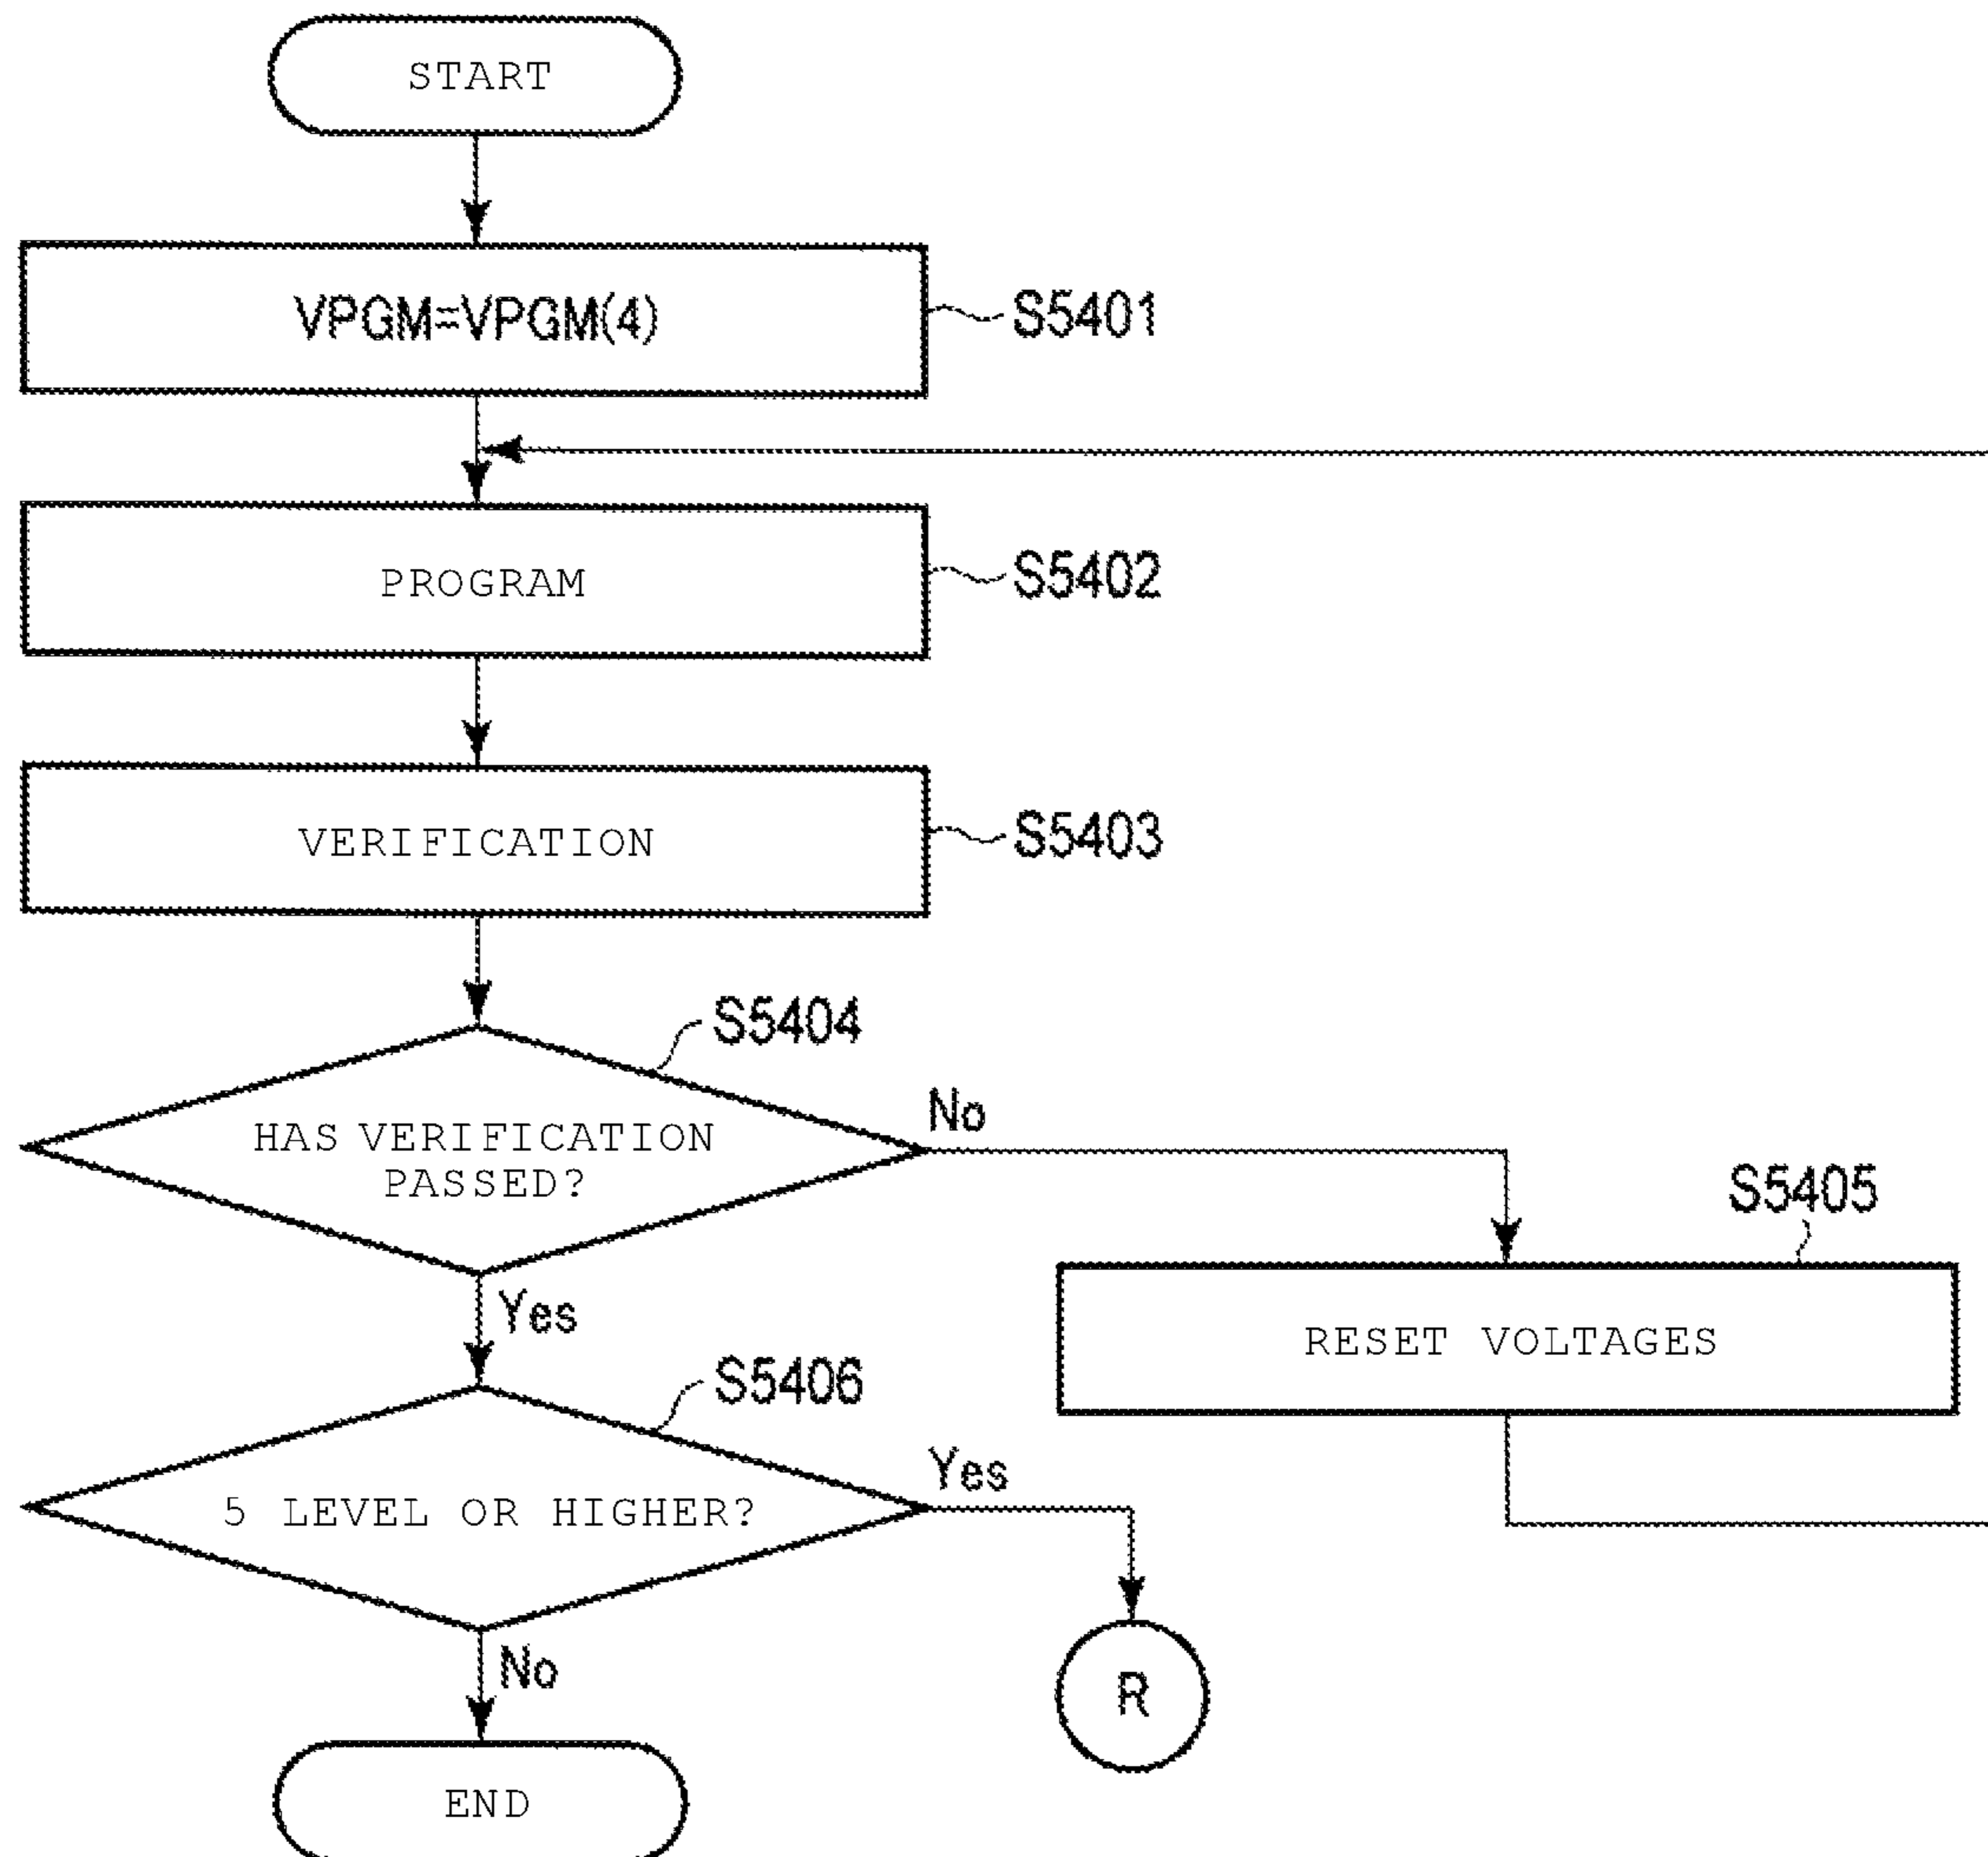 START
VPGM=VPGM(4)
S5401
PROGRAM
S5402
VERIFICATION
S5403
S5404
HAS VERIFICATION
PASSED?
No
S5405
RESET VOLTAGES
Yes
S5406
5 LEVEL OR HIGHER?
Yes
R
No
END